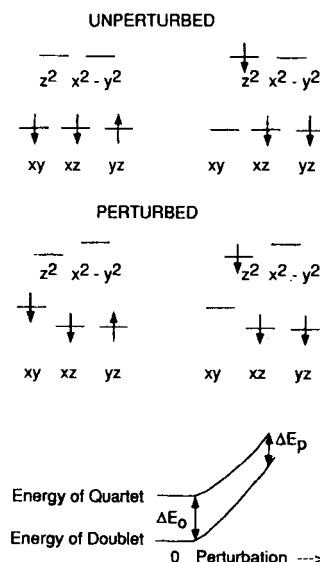 UNPERTURBED
z² x² – y² z² x² – y²
xy xz yz xy xz yz
PERTURBED
z² x² – y² z² x² – y²
xy xz yz xy xz yz
ΔEp
Energy of Quartet
ΔEo
Energy of Doublet
0 Perturbation --->